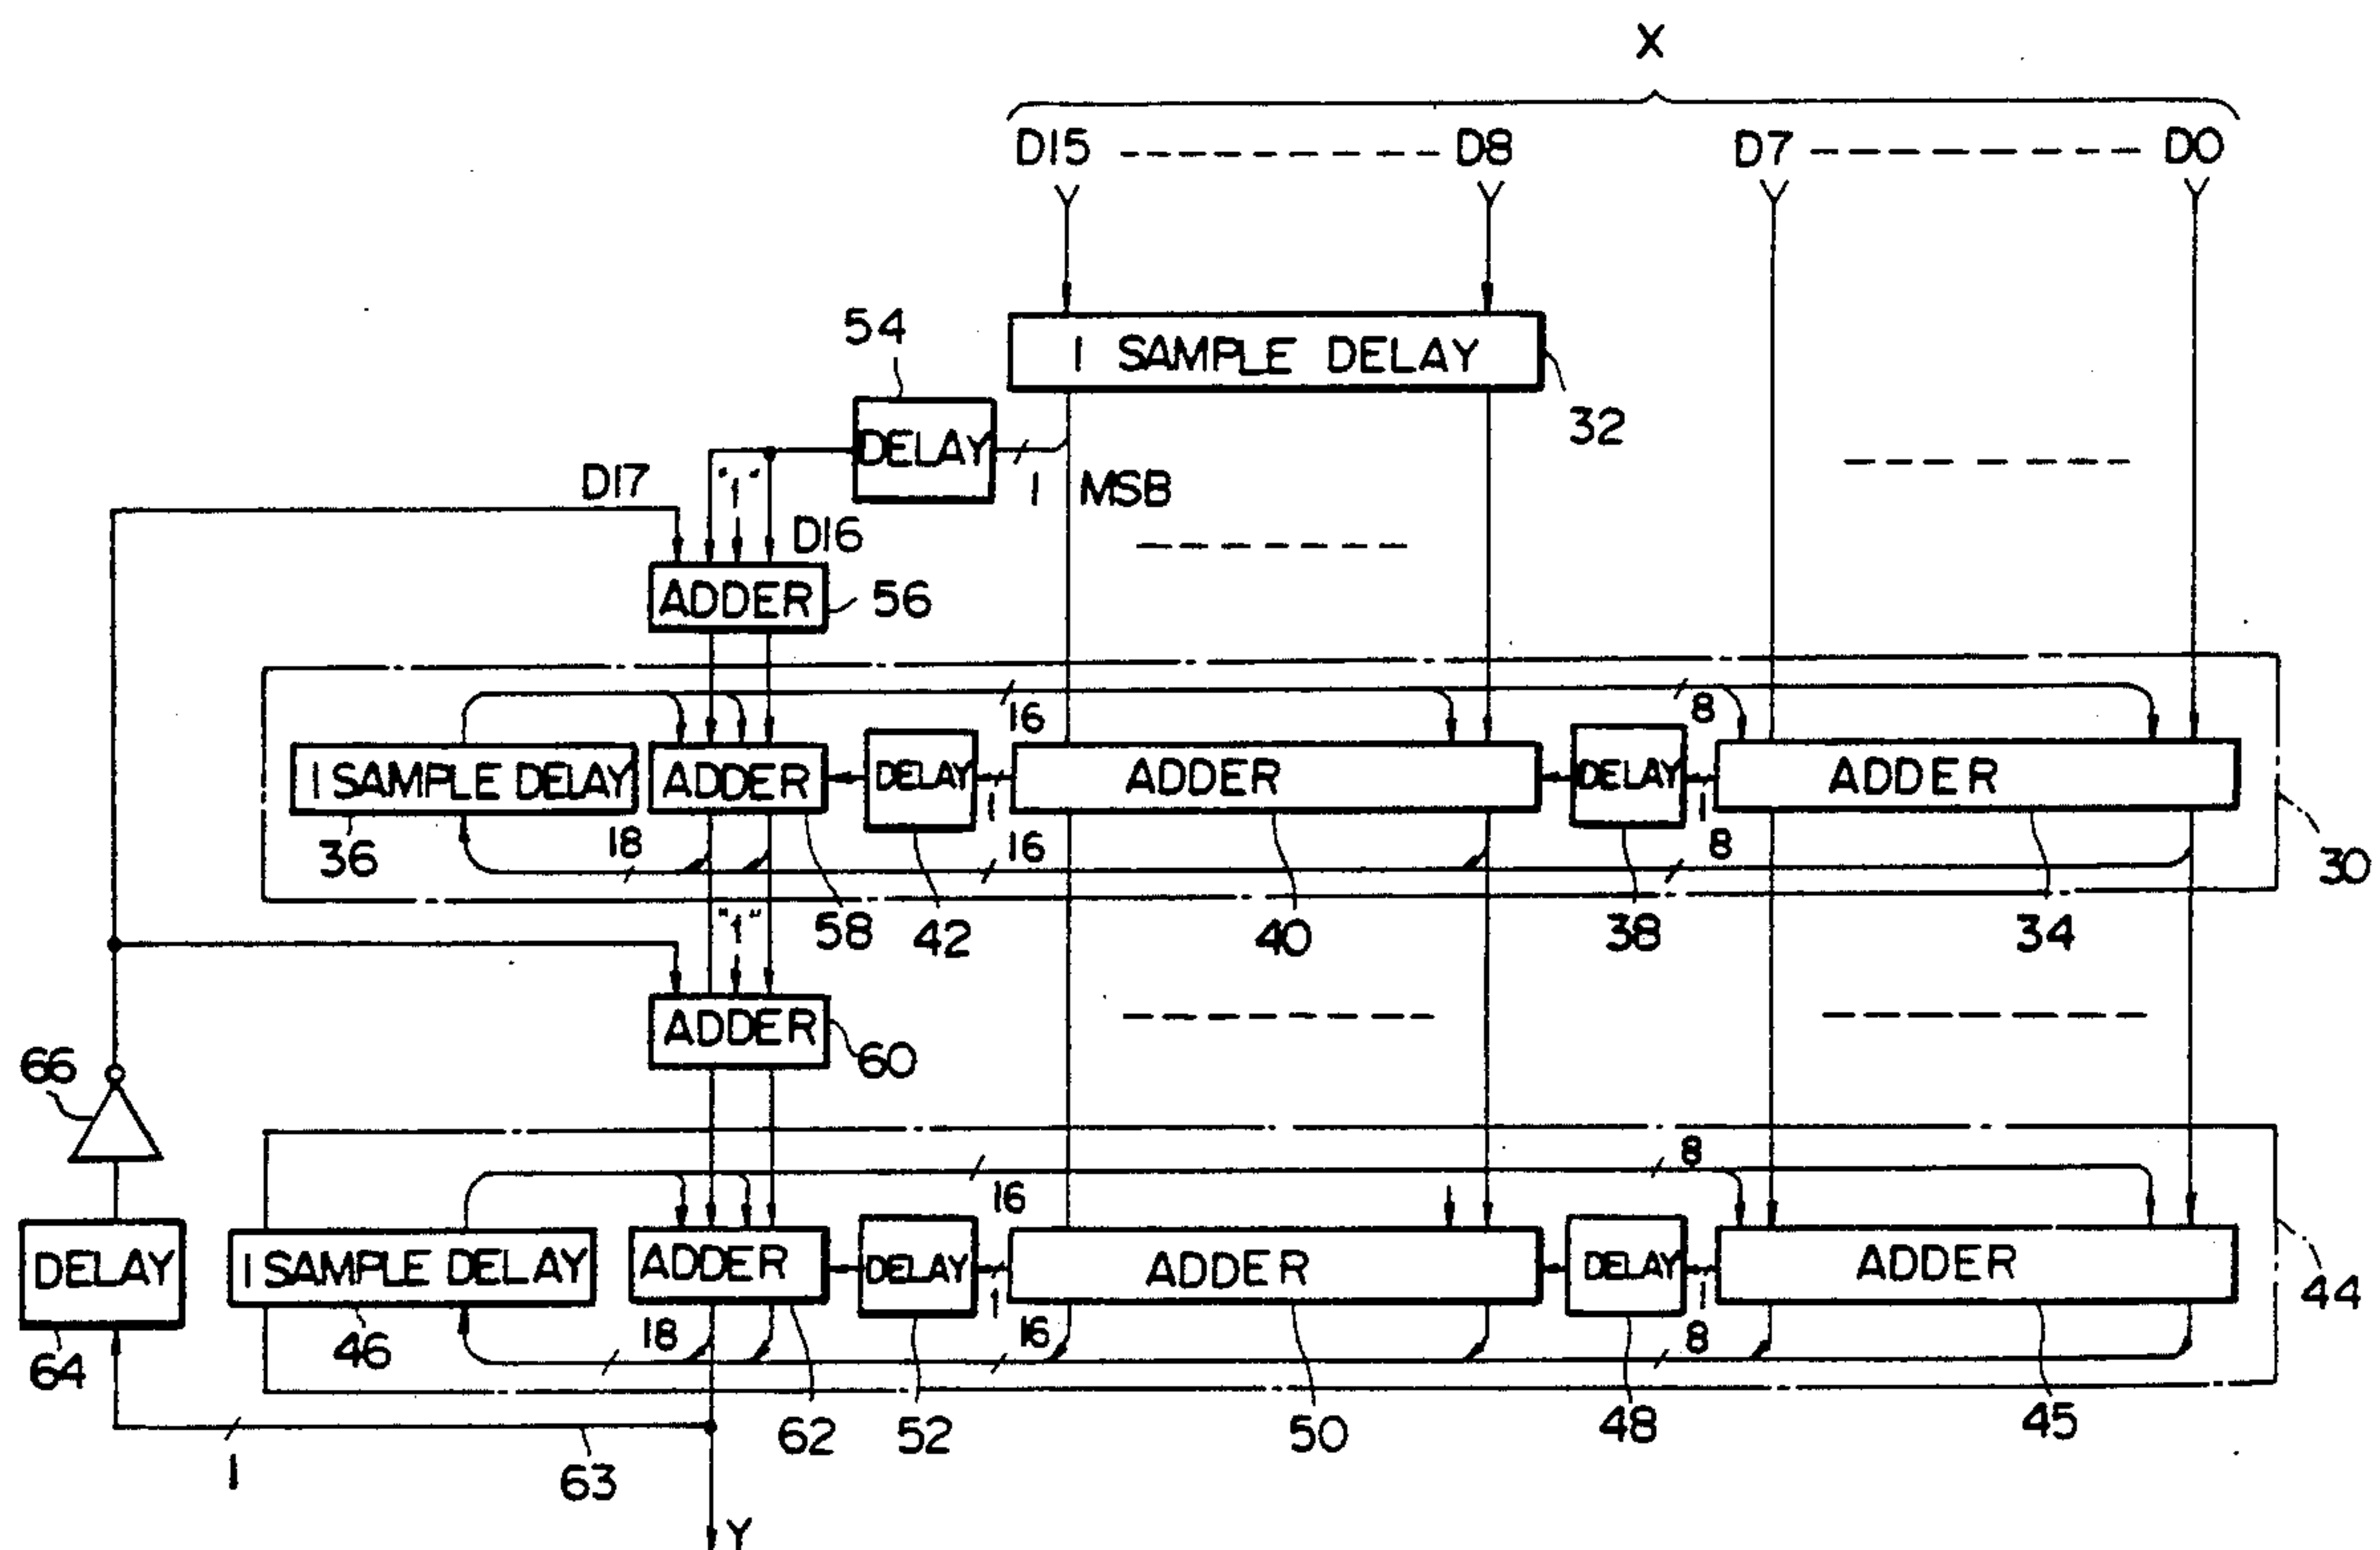 X
D15 D8 D7 D0
54
1 SAMPLE DELAY
32
DELAY
1 MSB
D17 "1" D16
ADDER 56
16 8
1 SAMPLE DELAY ADDER DELAY 1 ADDER DELAY 1 ADDER
36 18 16 8 30
"1" 58 42 40 38 34
ADDER
66 60
8
16
DELAY 1 SAMPLE DELAY ADDER DELAY 1 ADDER DELAY 1 ADDER
44
64 46 18 16 8
62 52 50 48 45
1 63
Y